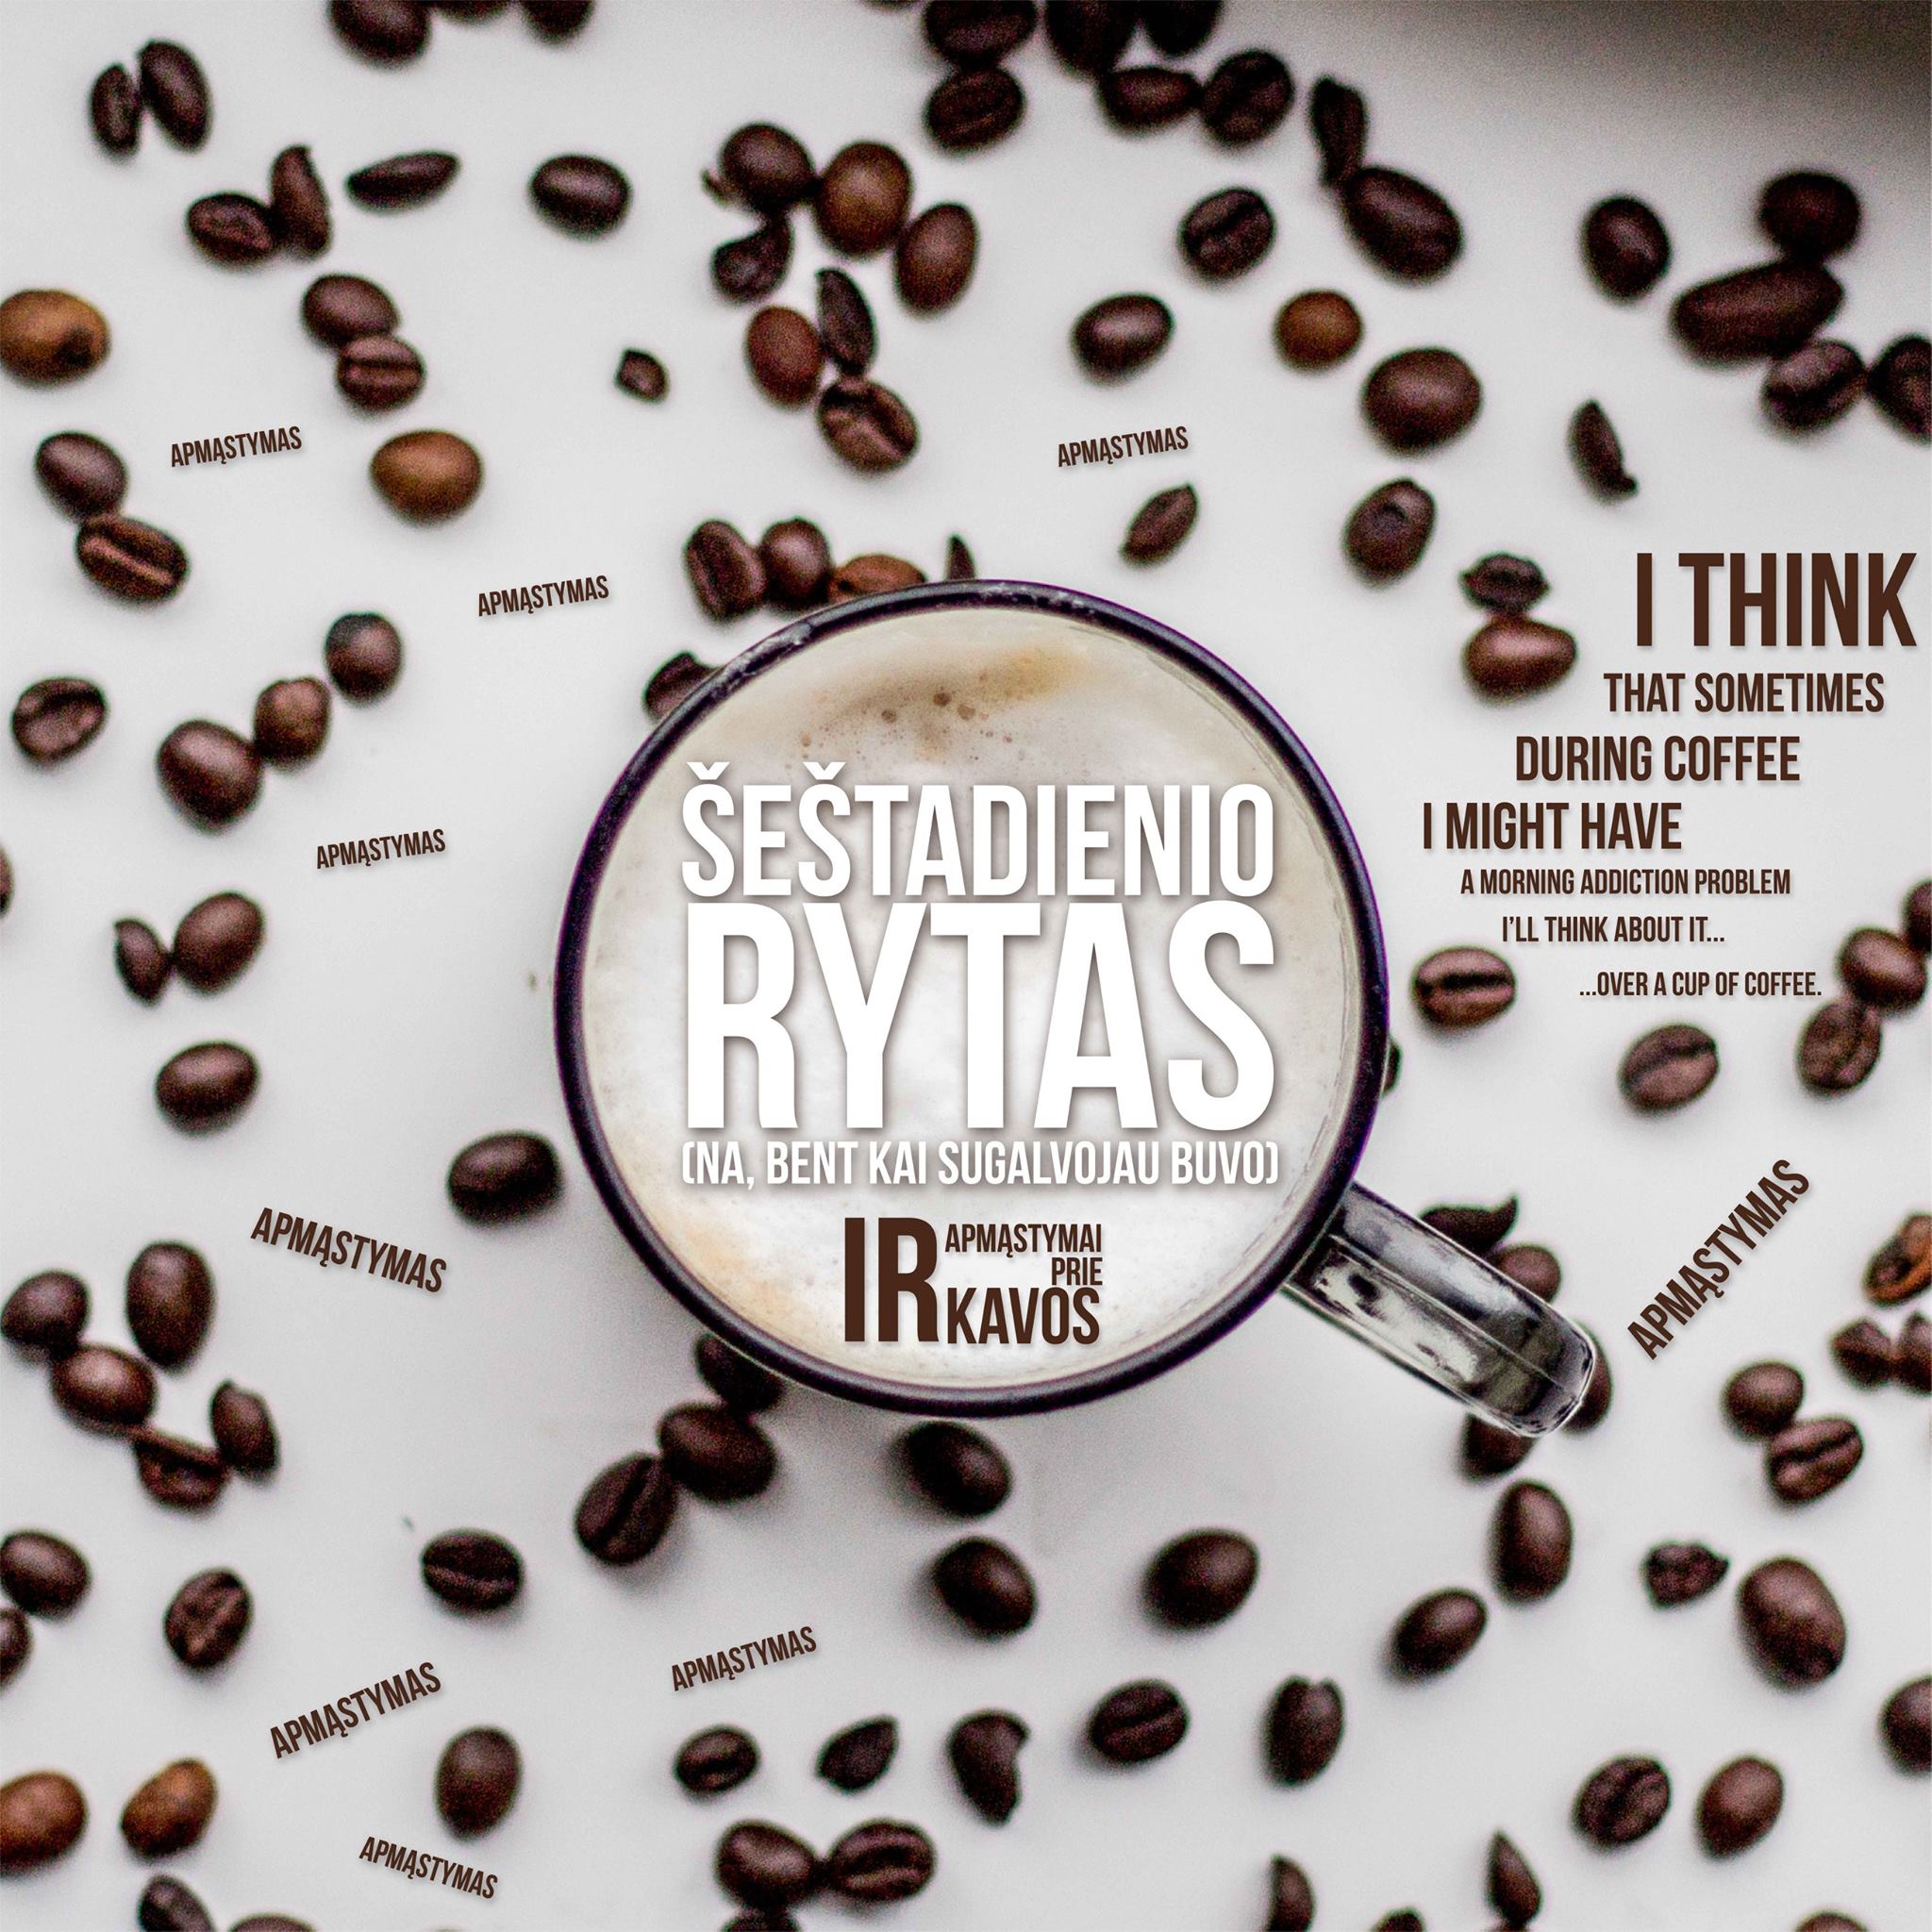 APMĄSTYMAS
APMĄSTYMAS
APMĄSTYMAS
APMĄSTYMAS
I THINK
THAT SOMETIMES
DURING COFFEE
I MIGHT HAVE
A MORNING ADDICTION PROBLEM
I'LL THINK ABOUT IT...
...OVER A CUP OF COFFEE.
ŠEŠTADIENIO
RYTAS
(NA, BENT KAI SUGALVOJAU BUVO)
IR APMĄSTYMAI
PRIE
KAVOS
APMĄSTYMAS
APMĄSTYMAS
APMĄSTYMAS
APMĄSTYMAS
APMĄSTYMAS